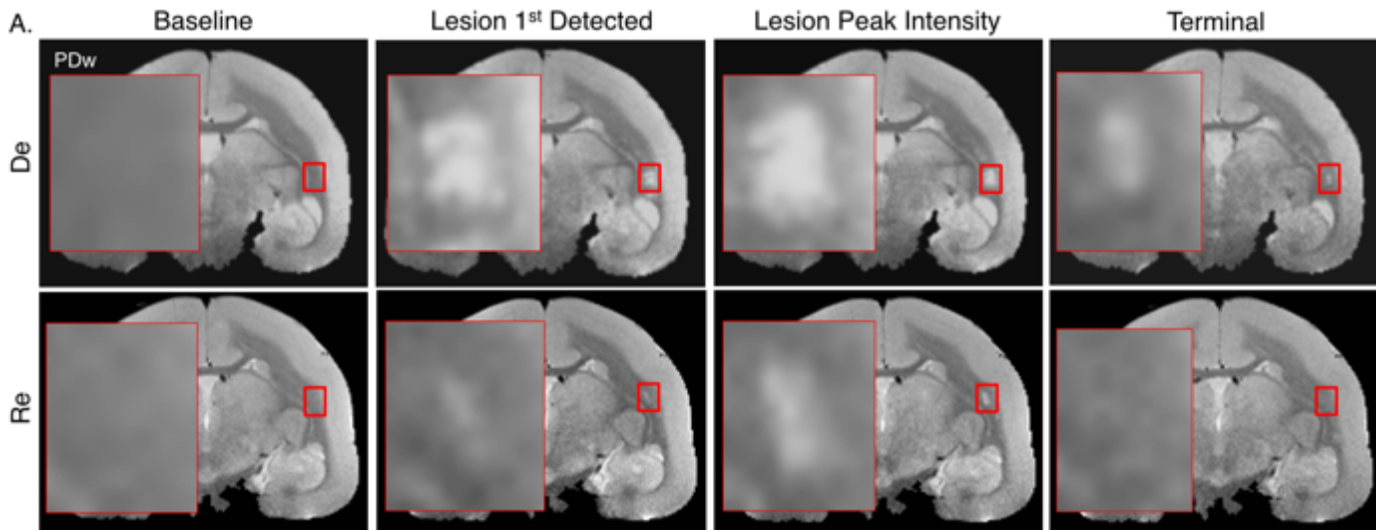 A.
Baseline
Lesion 1st Detected
Lesion Peak Intensity
Terminal
PDw
De
Re